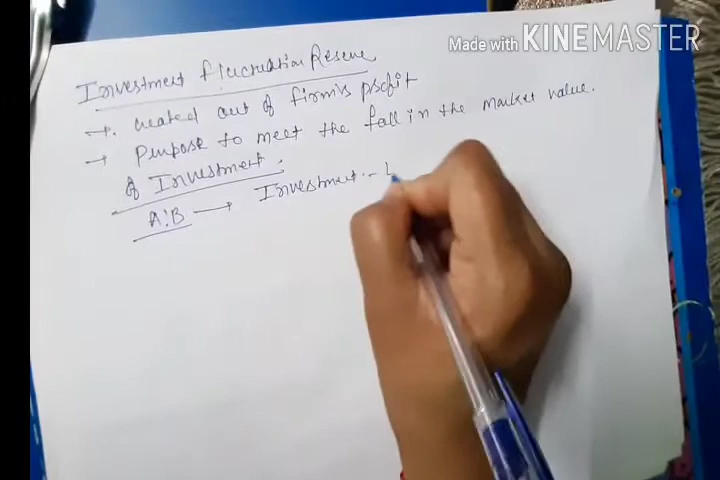 Made with KINEMASTER
Investment Fluctuation Reserve
→ created out of firm's profit
→ Purpose to meet the fall in the market value.
of Investment.
A:B → Investment -